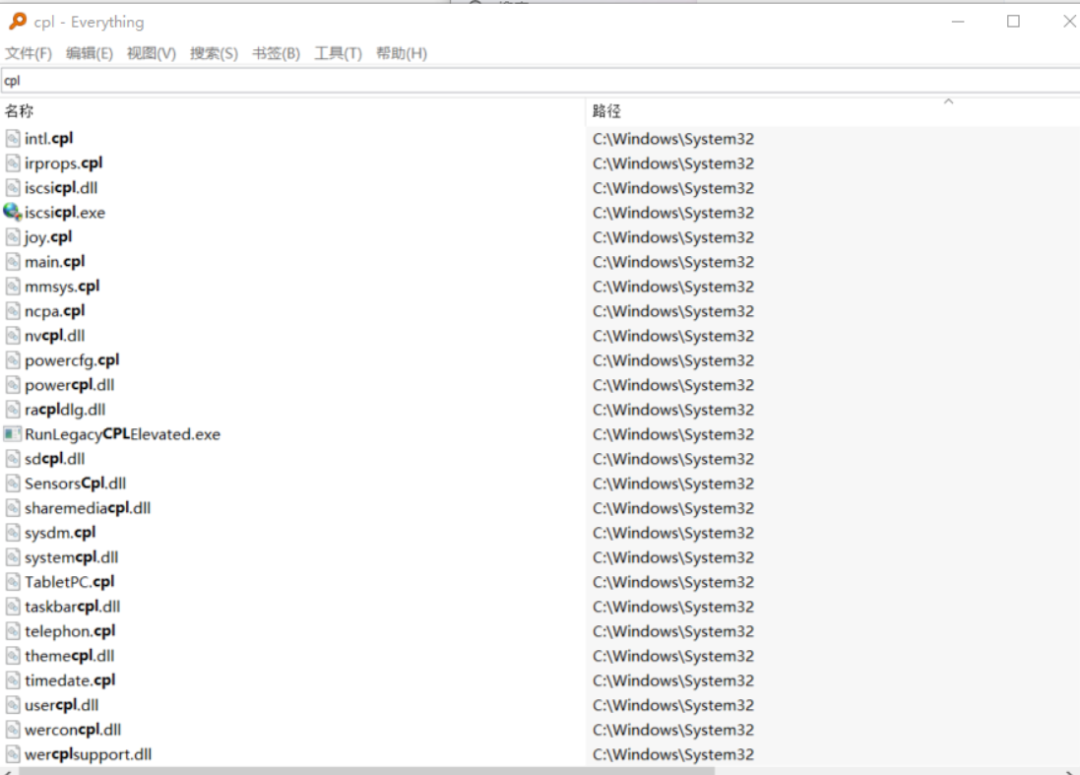 cpl - Everything
文件(F) 编辑(E) 视图(V) 搜索(S) 书签(B) 工具(T) 帮助(H)
cpl
名称 路径
intl.cpl C:\Windows\System32
irprops.cpl C:\Windows\System32
iscsicpl.dll C:\Windows\System32
iscsicpl.exe C:\Windows\System32
joy.cpl C:\Windows\System32
main.cpl C:\Windows\System32
mmsys.cpl C:\Windows\System32
ncpa.cpl C:\Windows\System32
nvcpl.dll C:\Windows\System32
powercfg.cpl C:\Windows\System32
powercpl.dll C:\Windows\System32
racpldlg.dll C:\Windows\System32
RunLegacyCPLElevated.exe C:\Windows\System32
sdcpl.dll C:\Windows\System32
SensorsCpl.dll C:\Windows\System32
sharemediacpl.dll C:\Windows\System32
sysdm.cpl C:\Windows\System32
systemcpl.dll C:\Windows\System32
TabletPC.cpl C:\Windows\System32
taskbarcpl.dll C:\Windows\System32
telephon.cpl C:\Windows\System32
themecpl.dll C:\Windows\System32
timedate.cpl C:\Windows\System32
usercpl.dll C:\Windows\System32
werconcpl.dll C:\Windows\System32
wercplsupport.dll C:\Windows\System32